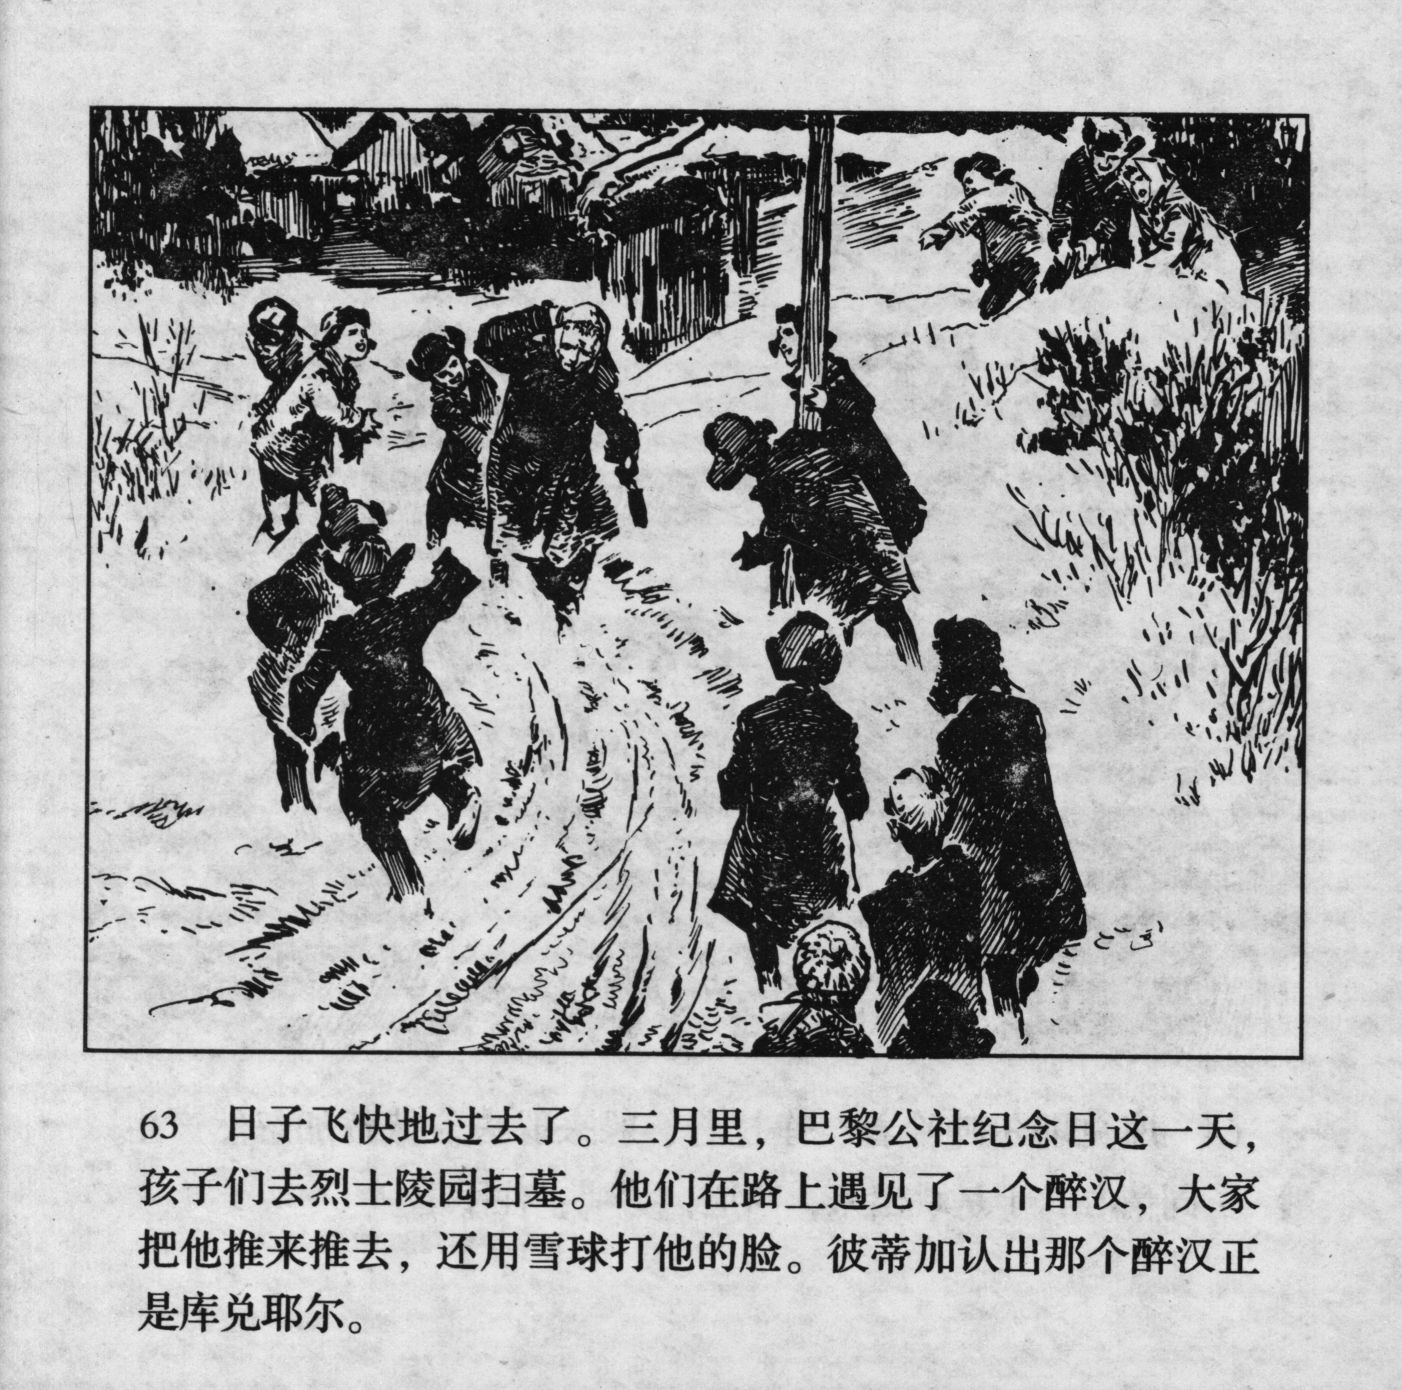 63 日子飞快地过去了。三月里，巴黎公社纪念日这一天，
孩子们去烈士陵园扫墓。他们在路上遇见了一个醉汉，大家
把他推来推去，还用雪球打他的脸。彼蒂加认出那个醉汉正
是库兑耶尔。